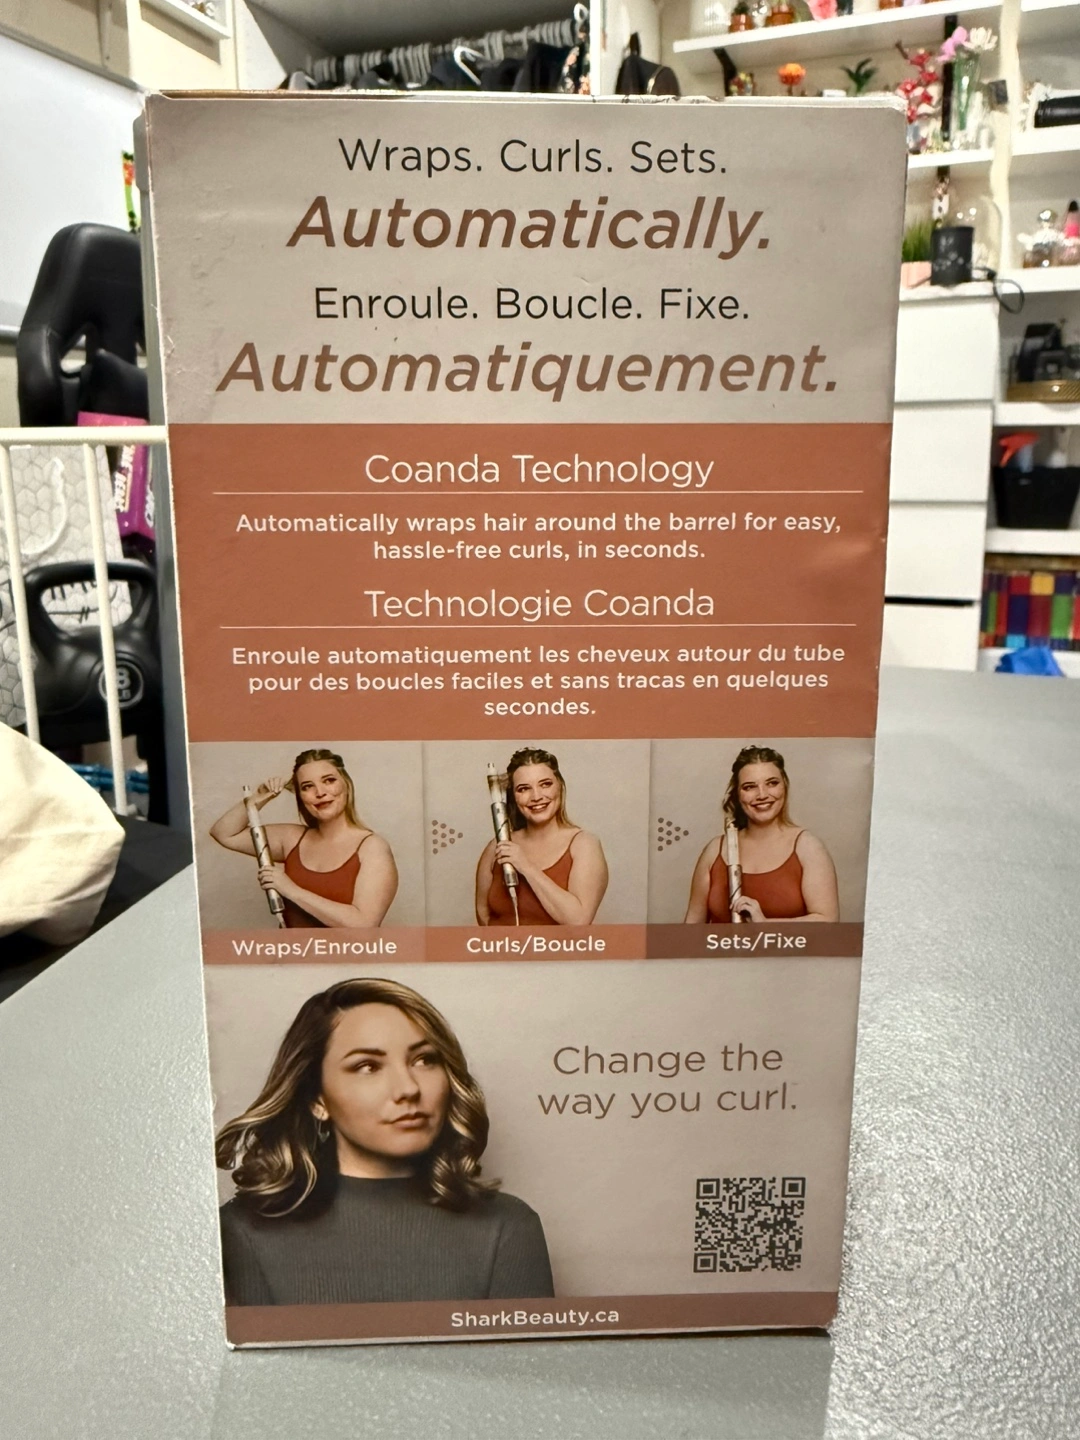 Wraps. Curls. Sets.
Automatically.
Enroule. Boucle. Fixe.
Automatiquement.
Coanda Technology
Automatically wraps hair around the barrel for easy,
hassle-free curls, in seconds.
Technologie Coanda
Enroule automatiquement les cheveux autour du tube
pour des boucles faciles et sans tracas en quelques
secondes.
Wraps/Enroule
Curls/Boucle
Sets/Fixe
Change the
way you curl.
SharkBeauty.ca